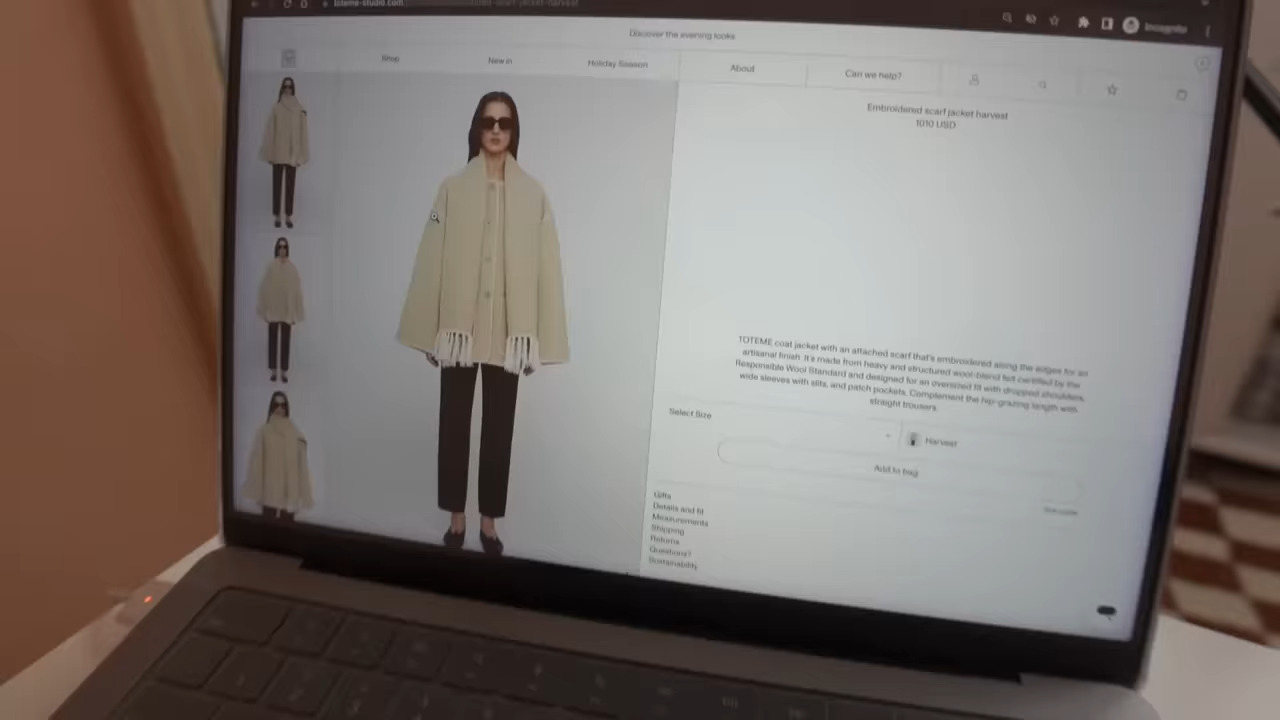 toteme-studio.com
Incognito
Discover the evening looks
Shop
New in
Holiday Season
About
Can we help?
Embroidered scarf jacket harvest
1010 USD
TOTEME coat jacket with an attached scarf that's embroidered along the edges for an
artisanal finish. It's made from heavy and structured wool-blend felt certified by the
Responsible Wool Standard and designed for an oversized fit with dropped shoulders,
wide sleeves with slits, and patch pockets. Complement the hip-grazing length with
straight trousers.
Select Size
Harvest
Add to bag
Gifts
Details and fit
Measurements
Shipping
Returns
Questions?
Sustainability